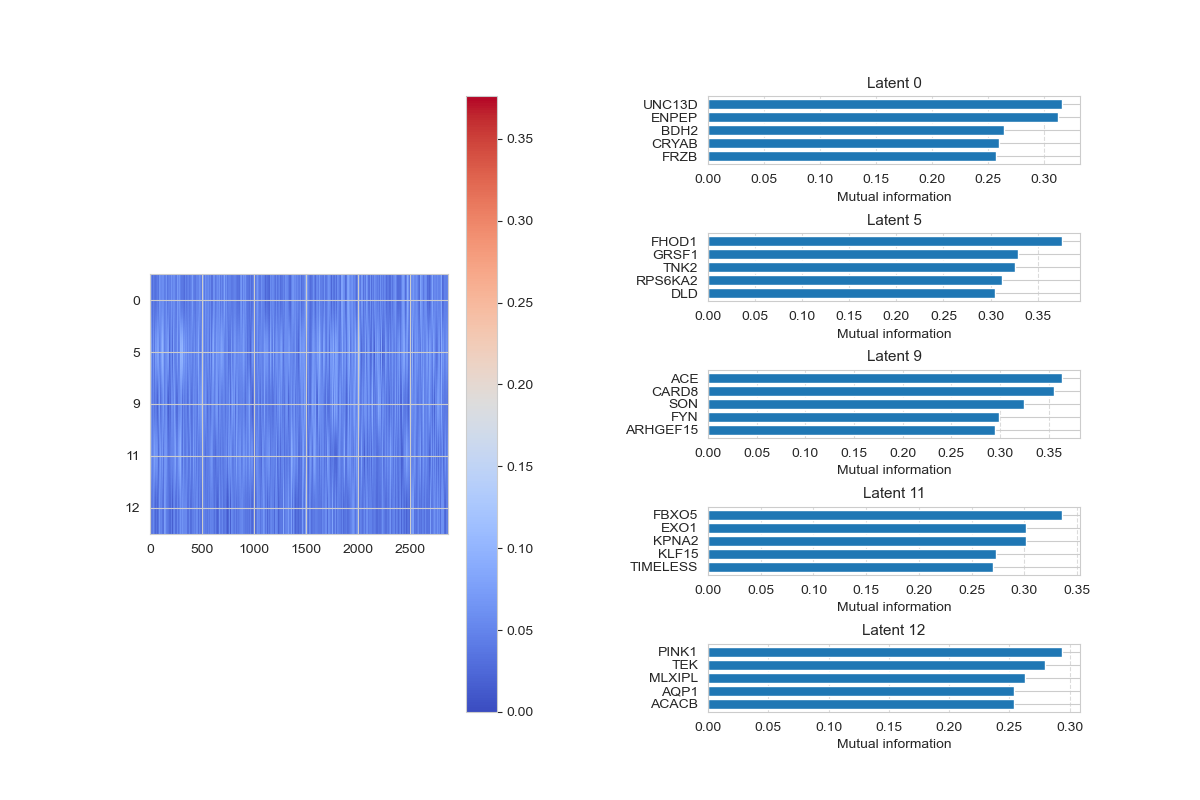 0.35
0.30
0.25
0.20
0.15
0.10
0.05
0.00
0
5
9
11
12
0 500 1000 1500 2000 2500
Latent 0
UNC13D
ENPEP
BDH2
CRYAB
FRZB
0.00 0.05 0.10 0.15 0.20 0.25 0.30
Mutual information
Latent 5
FHOD1
GRSF1
TNK2
RPS6KA2
DLD
0.00 0.05 0.10 0.15 0.20 0.25 0.30 0.35
Mutual information
Latent 9
ACE
CARD8
SON
FYN
ARHGEF15
0.00 0.05 0.10 0.15 0.20 0.25 0.30 0.35
Mutual information
Latent 11
FBXO5
EXO1
KPNA2
KLF15
TIMELESS
0.00 0.05 0.10 0.15 0.20 0.25 0.30 0.35
Mutual information
Latent 12
PINK1
TEK
MLXIPL
AQP1
ACACB
0.00 0.05 0.10 0.15 0.20 0.25 0.30
Mutual information